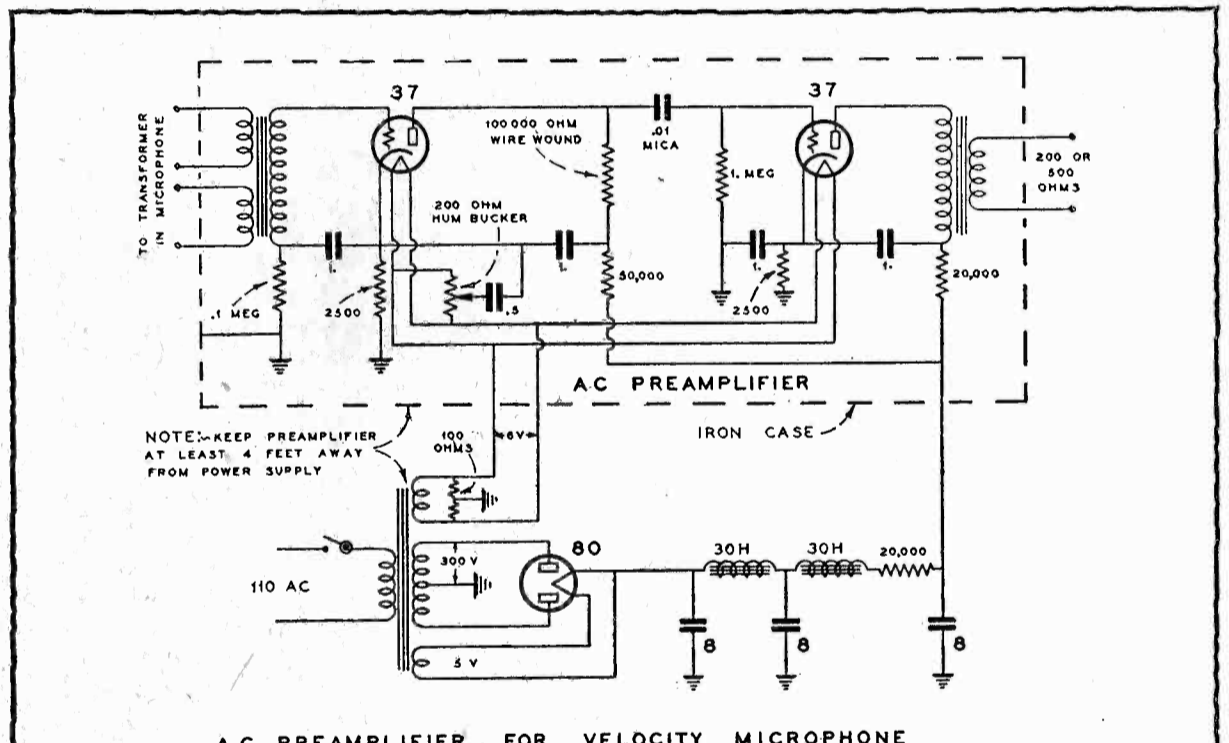 37
37
100000 OHM
WIRE WOUND
.01
MICA
1. MEG
200 OR
500
OHMS
TO TRANSFORMER
IN MICROPHONE
200 OHM
HUM BUCKER
1.
1.
1.
1.
.1 MEG
2500
.5
50,000
2500
20,000
A.C. PREAMPLIFIER
NOTE:- KEEP PREAMPLIFIER
AT LEAST 4 FEET AWAY
FROM POWER SUPPLY
100
OHMS
6V
IRON CASE
110 AC
300 V
80
30H
30H
20,000
5 V
8
8
8
A.C. PREAMPLIFIER FOR VELOCITY MICROPHONE